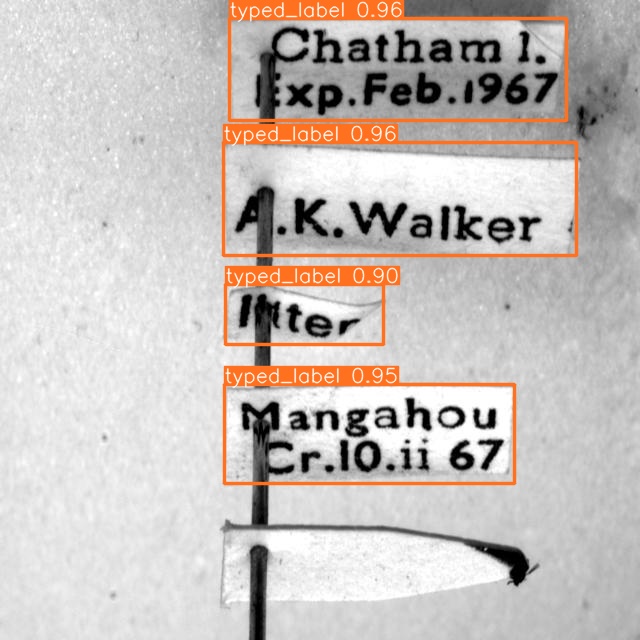 typed_label 0.96
Chatham I.
Exp.Feb.1967
typed_label 0.96
A.K.Walker
typed_label 0.90
litter
typed_label 0.95
Mangahou
Cr.10.ii 67